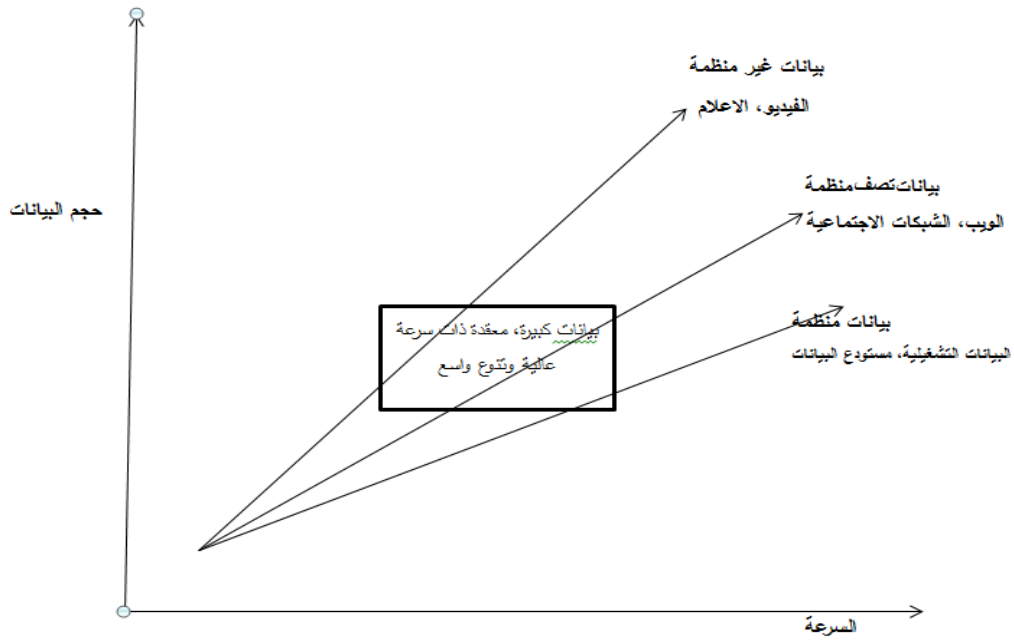 بيانات غير منظمة
الفيديو، الاعلام
بيانات نصف منظمة
الويب، الشبكات الاجتماعية
حجم البيانات
بيانات منظمة
البيانات التشغيلية، مستودع البيانات
بيانات كبيرة، معقدة ذات سرعة
عالية وتنوع واسع
السرعة